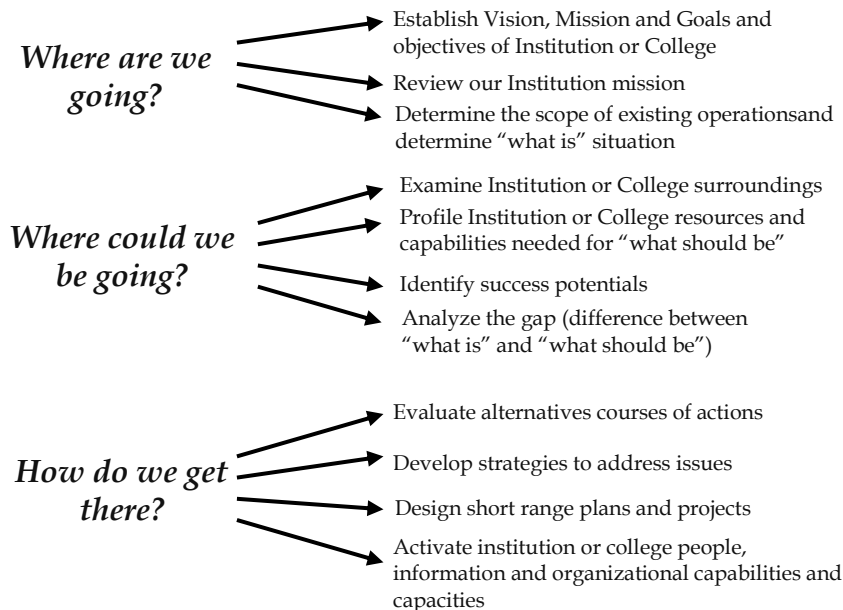 Where are we
going?
Establish Vision, Mission and Goals and
objectives of Institution or College
Review our Institution mission
Determine the scope of existing operationsand
determine “what is” situation
Where could we
be going?
Examine Institution or College surroundings
Profile Institution or College resources and
capabilities needed for “what should be”
Identify success potentials
Analyze the gap (difference between
“what is” and “what should be”)
How do we get
there?
Evaluate alternatives courses of actions
Develop strategies to address issues
Design short range plans and projects
Activate institution or college people,
information and organizational capabilities and
capacities